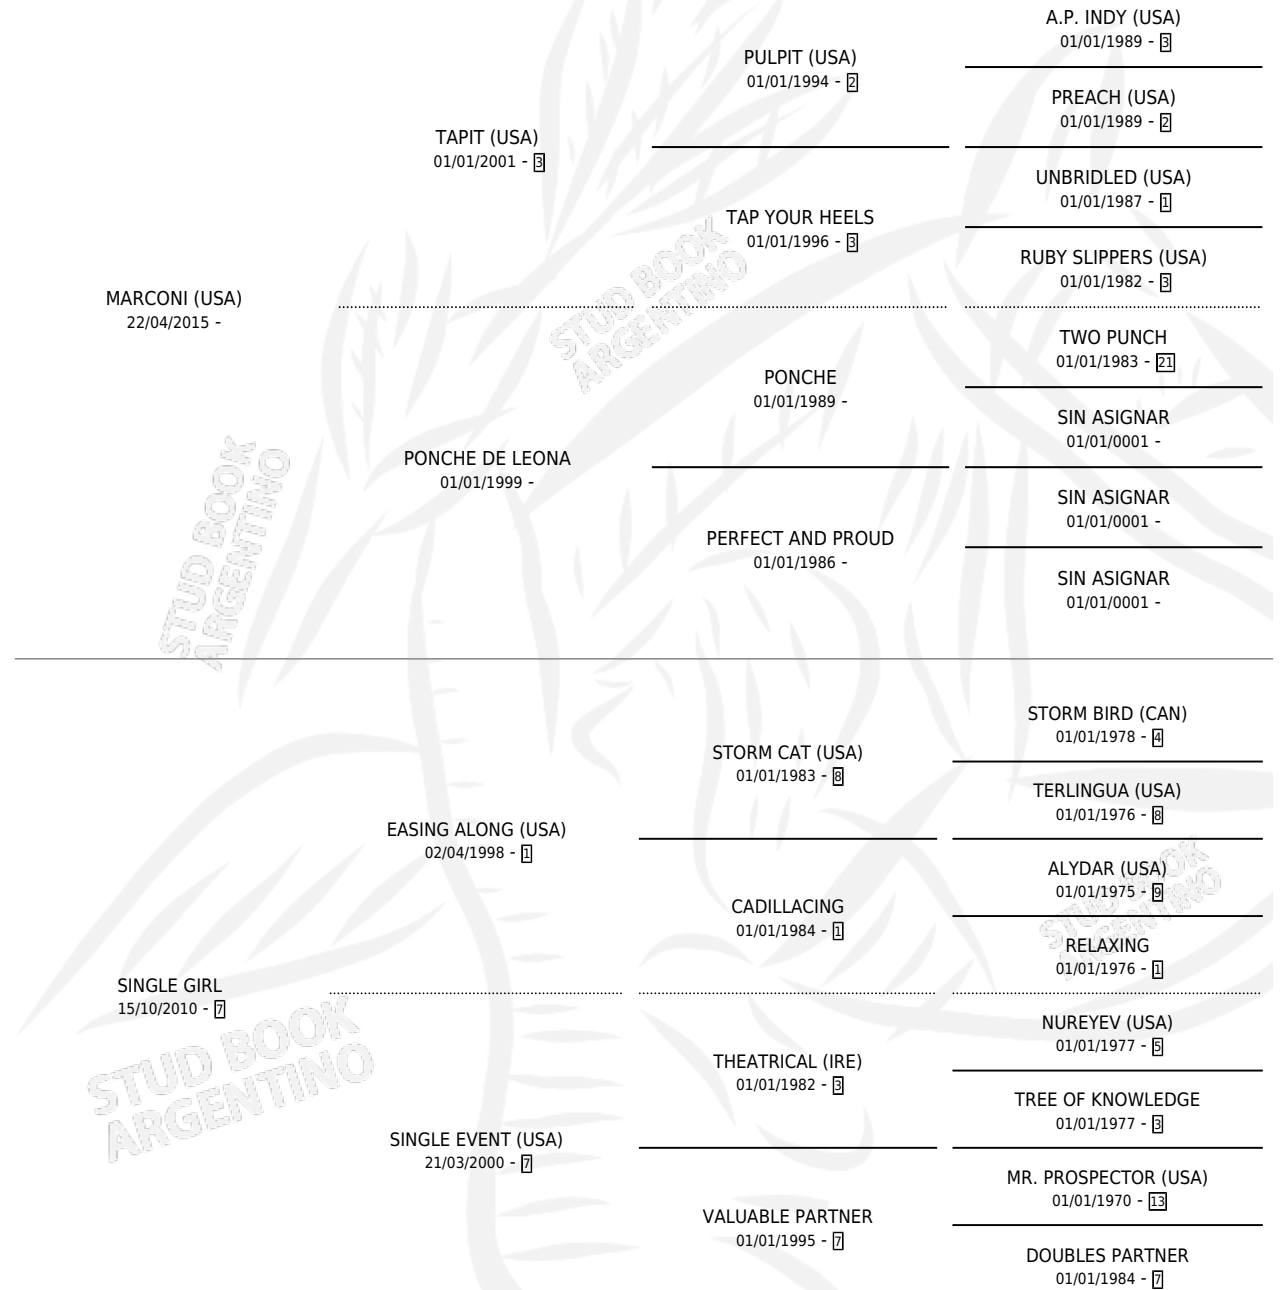 A.P. INDY (USA)
01/01/1989 - 3
PULPIT (USA)
01/01/1994 - 2
PREACH (USA)
01/01/1989 - 2
TAPIT (USA)
01/01/2001 - 3
UNBRIDLED (USA)
01/01/1987 - 1
TAP YOUR HEELS
01/01/1996 - 3
RUBY SLIPPERS (USA)
01/01/1982 - 3
MARCONI (USA)
22/04/2015 -
STUD BOOK
ARGENTINO
TWO PUNCH
01/01/1983 - 21
PONCHE
01/01/1989 -
SIN ASIGNAR
01/01/0001 -
PONCHE DE LEONA
01/01/1999 -
SIN ASIGNAR
01/01/0001 -
PERFECT AND PROUD
01/01/1986 -
SIN ASIGNAR
01/01/0001 -
STUD BOOK
ARGENTINO
STORM BIRD (CAN)
01/01/1978 - 4
STORM CAT (USA)
01/01/1983 - 8
TERLINGUA (USA)
01/01/1976 - 8
EASING ALONG (USA)
02/04/1998 - 1
ALYDAR (USA)
01/01/1975 - 9
CADILLACING
01/01/1984 - 1
RELAXING
01/01/1976 - 1
STUD BOOK
ARGENTINO
SINGLE GIRL
15/10/2010 - 7
NUREYEV (USA)
01/01/1977 - 5
THEATRICAL (IRE)
01/01/1982 - 3
TREE OF KNOWLEDGE
01/01/1977 - 3
STUD BOOK
ARGENTINO
SINGLE EVENT (USA)
21/03/2000 - 7
MR. PROSPECTOR (USA)
01/01/1970 - 13
VALUABLE PARTNER
01/01/1995 - 7
DOUBLES PARTNER
01/01/1984 - 7